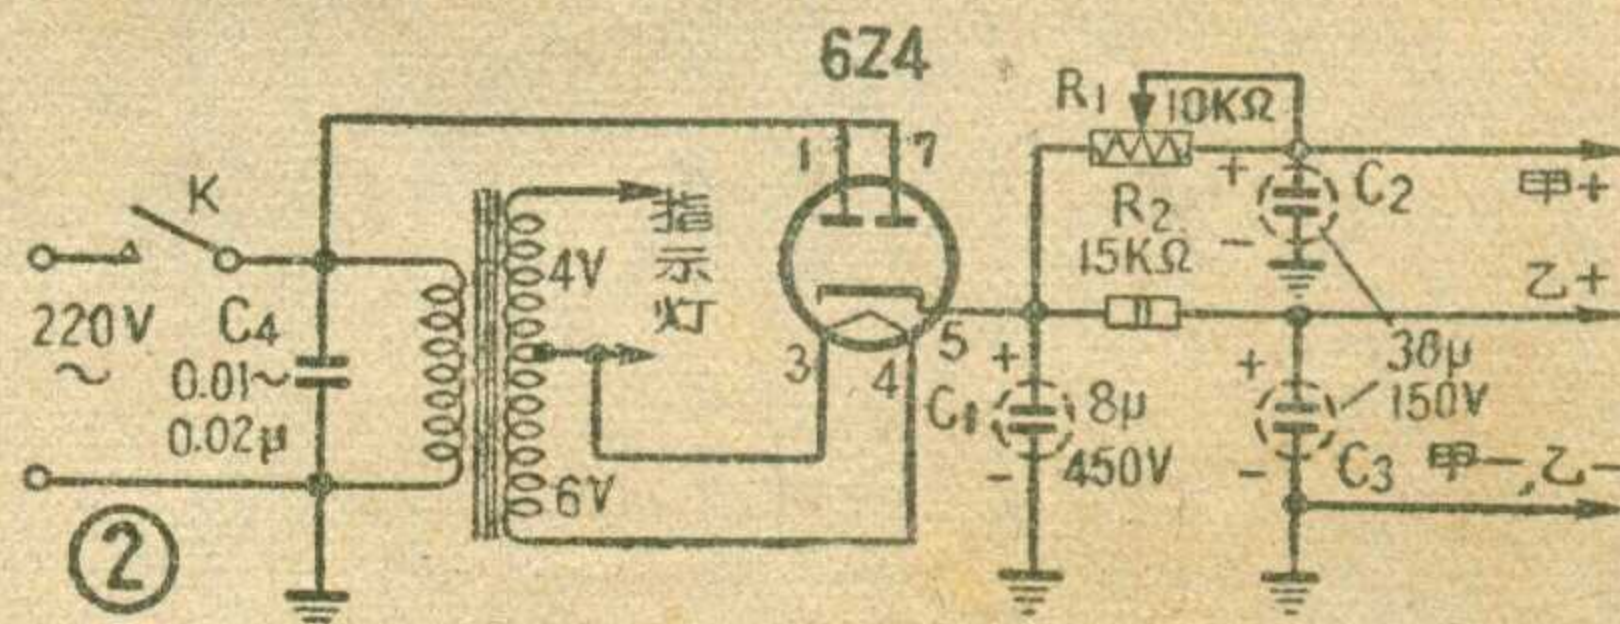 6Z4
R1
10KΩ
1
7
甲+
K
C2
R2
15KΩ
指示灯
4V
乙+
220V
~
C4
0.01~
0.02μ
3
4
5
+
-
C1
8μ
450V
+
-
+
-
30μ
150V
C3
甲-,乙-
6V
②